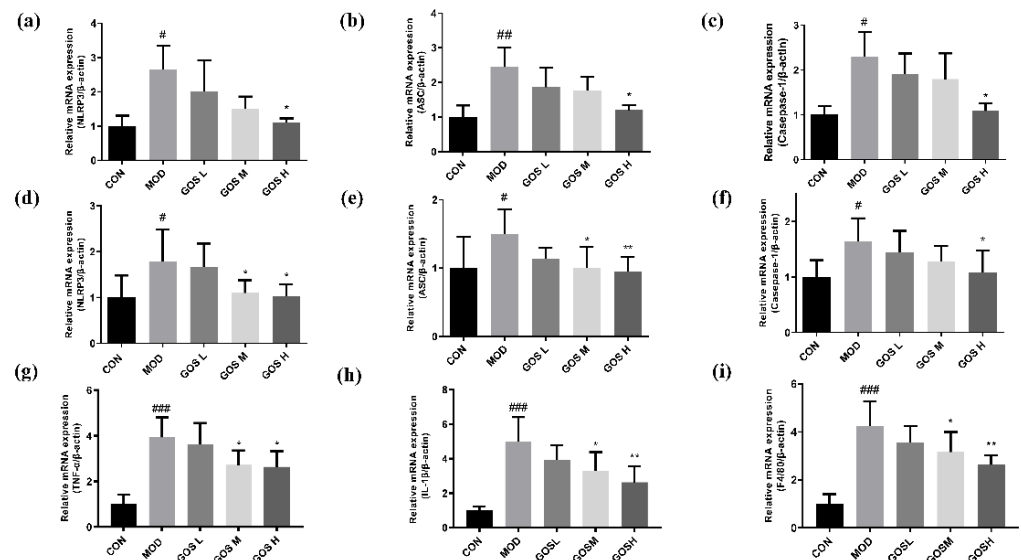 (a)
Relative mRNA expression
(NLRP3/β-actin)
4
3
2
1
0
#
*
CON
MOD
GOS L
GOS M
GOS H
(b)
Relative mRNA expression
(ASC/β-actin)
4
3
2
1
0
##
*
CON
MOD
GOS L
GOS M
GOS H
(c)
Relative mRNA expression
(Casepase-1/β-actin)
3
2
1
0
#
*
CON
MOD
GOS L
GOS M
GOS H
(d)
Relative mRNA expression
(NLRP3/β-actin)
3
2
1
0
#
*
*
CON
MOD
GOS L
GOS M
GOS H
(e)
Relative mRNA expression
(ASC/β-actin)
2
1
0
#
*
**
CON
MOD
GOS L
GOS M
GOS H
(f)
Relative mRNA expression
(Casepase-1/β-actin)
2
1
0
#
*
CON
MOD
GOS L
GOS M
GOS H
(g)
Relative mRNA expression
(TNF-α/β-actin)
6
4
2
0
###
*
*
CON
MOD
GOS L
GOS M
GOS H
(h)
Relative mRNA expression
(IL-1β/β-actin)
8
6
4
2
0
###
*
**
CON
MOD
GOSL
GOSM
GOSH
(i)
Relative mRNA expression
(F4/80/β-actin)
6
4
2
0
###
*
**
CON
MOD
GOSL
GOSM
GOSH